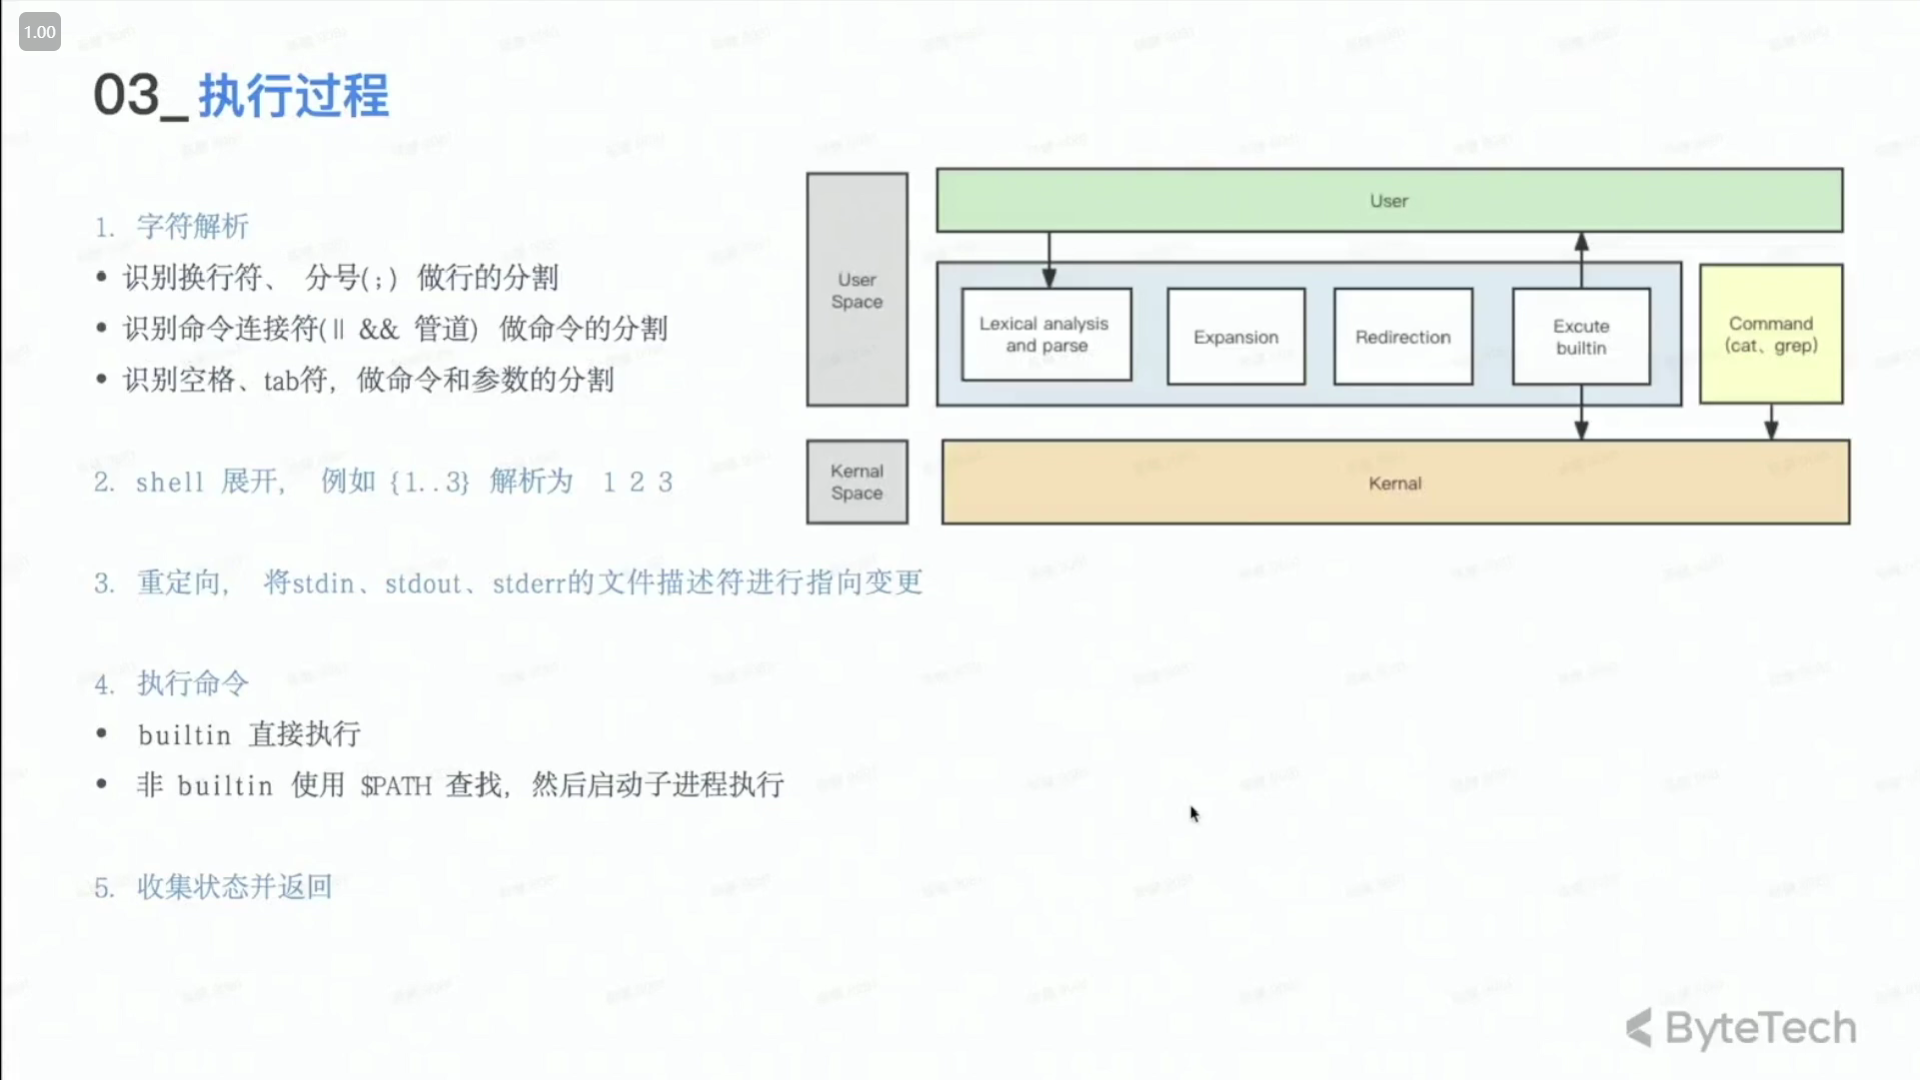 1.00
03_执行过程
1. 字符解析
• 识别换行符、 分号(;) 做行的分割
• 识别命令连接符(|| && 管道) 做命令的分割
• 识别空格、tab符, 做命令和参数的分割
2. shell 展开, 例如 {1..3} 解析为 1 2 3
3. 重定向, 将stdin、stdout、stderr的文件描述符进行指向变更
4. 执行命令
• builtin 直接执行
• 非 builtin 使用 $PATH 查找, 然后启动子进程执行
5. 收集状态并返回
User
Space
User
Lexical analysis
and parse
Expansion
Redirection
Excute
builtin
Command
(cat、grep)
Kernal
Space
Kernal
ByteTech